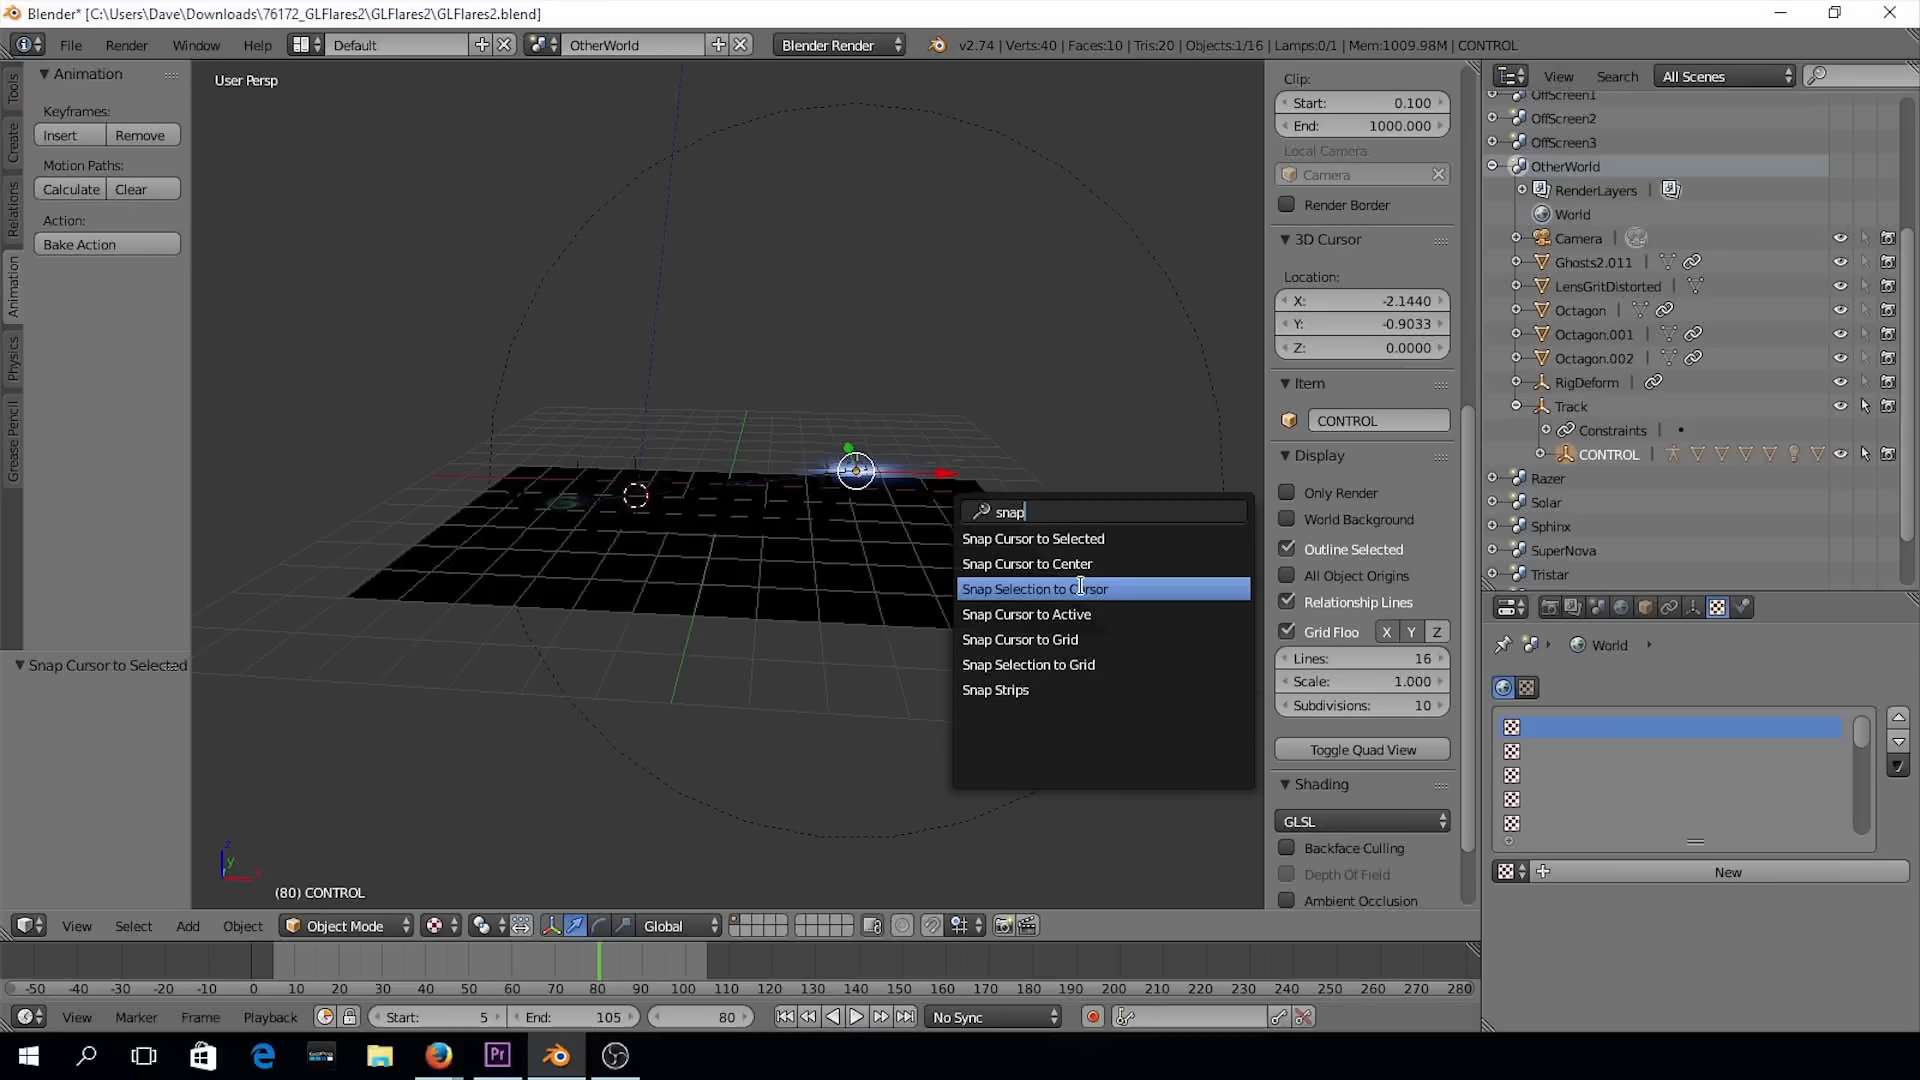 Blender* [C:\Users\Dave\Downloads\76172_GLFlares2\GLFlares2\GLFlares2.blend]
File Render Window Help Default OtherWorld Blender Render v2.74 | Verts:40 | Faces:10 | Tris:20 | Objects:1/16 | Lamps:0/1 | Mem:1009.98M | CONTROL
Tools
Create
Relations
Animation
Physics
Grease Pencil
Animation
Keyframes:
Insert Remove
Motion Paths:
Calculate Clear
Action:
Bake Action
Snap Cursor to Selected
User Persp
snap
Snap Cursor to Selected
Snap Cursor to Center
Snap Selection to Cursor
Snap Cursor to Active
Snap Cursor to Grid
Snap Selection to Grid
Snap Strips
z
y
x
(80) CONTROL
Clip:
Start: 0.100
End: 1000.000
Local Camera
Camera
Render Border
3D Cursor
Location:
X: -2.1440
Y: -0.9033
Z: 0.0000
Item
CONTROL
Display
Only Render
World Background
Outline Selected
All Object Origins
Relationship Lines
Grid Floo X Y Z
Lines: 16
Scale: 1.000
Subdivisions: 10
Toggle Quad View
Shading
GLSL
Backface Culling
Depth Of Field
Ambient Occlusion
View Search All Scenes
OffScreen1
OffScreen2
OffScreen3
OtherWorld
RenderLayers |
World
Camera |
Ghosts2.011 |
LensGritDistorted |
Octagon |
Octagon.001 |
Octagon.002 |
RigDeform |
Track
Constraints |
CONTROL |
Razer
Solar
Sphinx
SuperNova
Tristar
World
New
View Select Add Object Object Mode Global
-50 -40 -30 -20 -10 0 10 20 30 40 50 60 70 80 90 100 110 120 130 140 150 160 170 180 190 200 210 220 230 240 250 260 270 280
View Marker Frame Playback Start: 5 End: 105 80 No Sync
GoPro
Pr